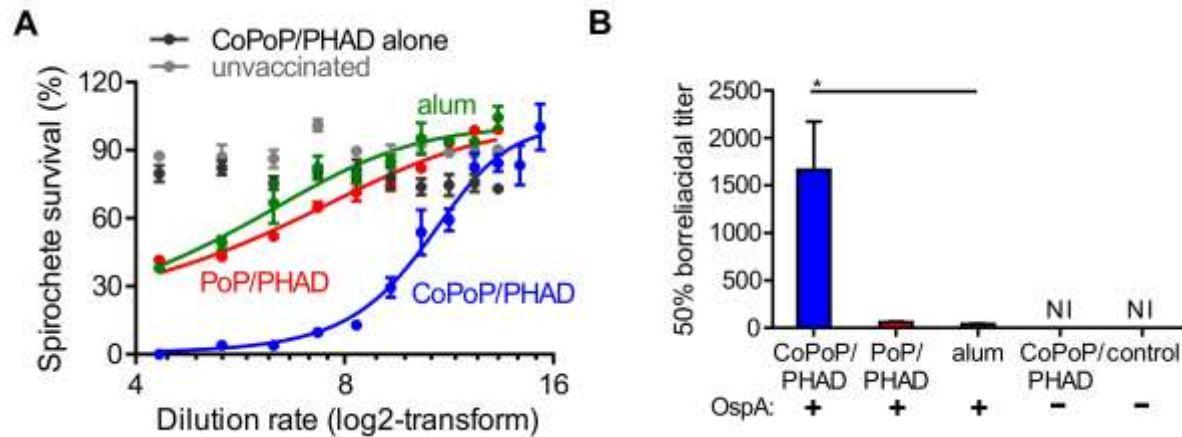 A
CoPoP/PHAD alone
unvaccinated
Spirochete survival (%)
120
90
60
30
0
alum
PoP/PHAD
CoPoP/PHAD
4
8
16
Dilution rate (log2-transform)
B
50% borreliacidal titer
2500
2000
1500
1000
500
0
*
NI
NI
CoPoP/ PoP/ alum CoPoP/ control
PHAD PHAD PHAD
OspA: + + + - -